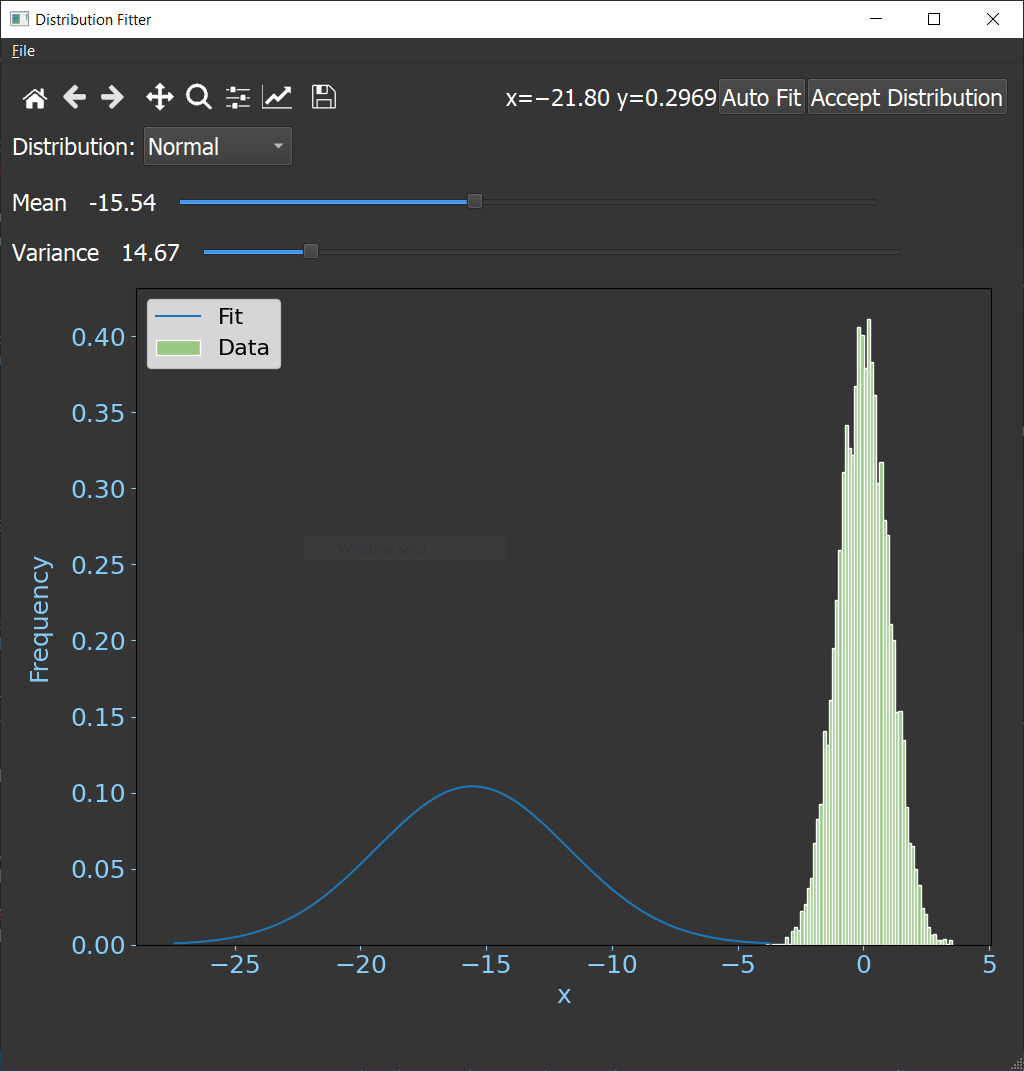 Distribution Fitter
File
x=−21.80 y=0.2969 Auto Fit Accept Distribution
Distribution: Normal
Mean -15.54
Variance 14.67
Fit
Data
0.40
0.35
0.30
0.25
0.20
0.15
0.10
0.05
0.00
Frequency
Window Snip
−25 −20 −15 −10 −5 0 5
x